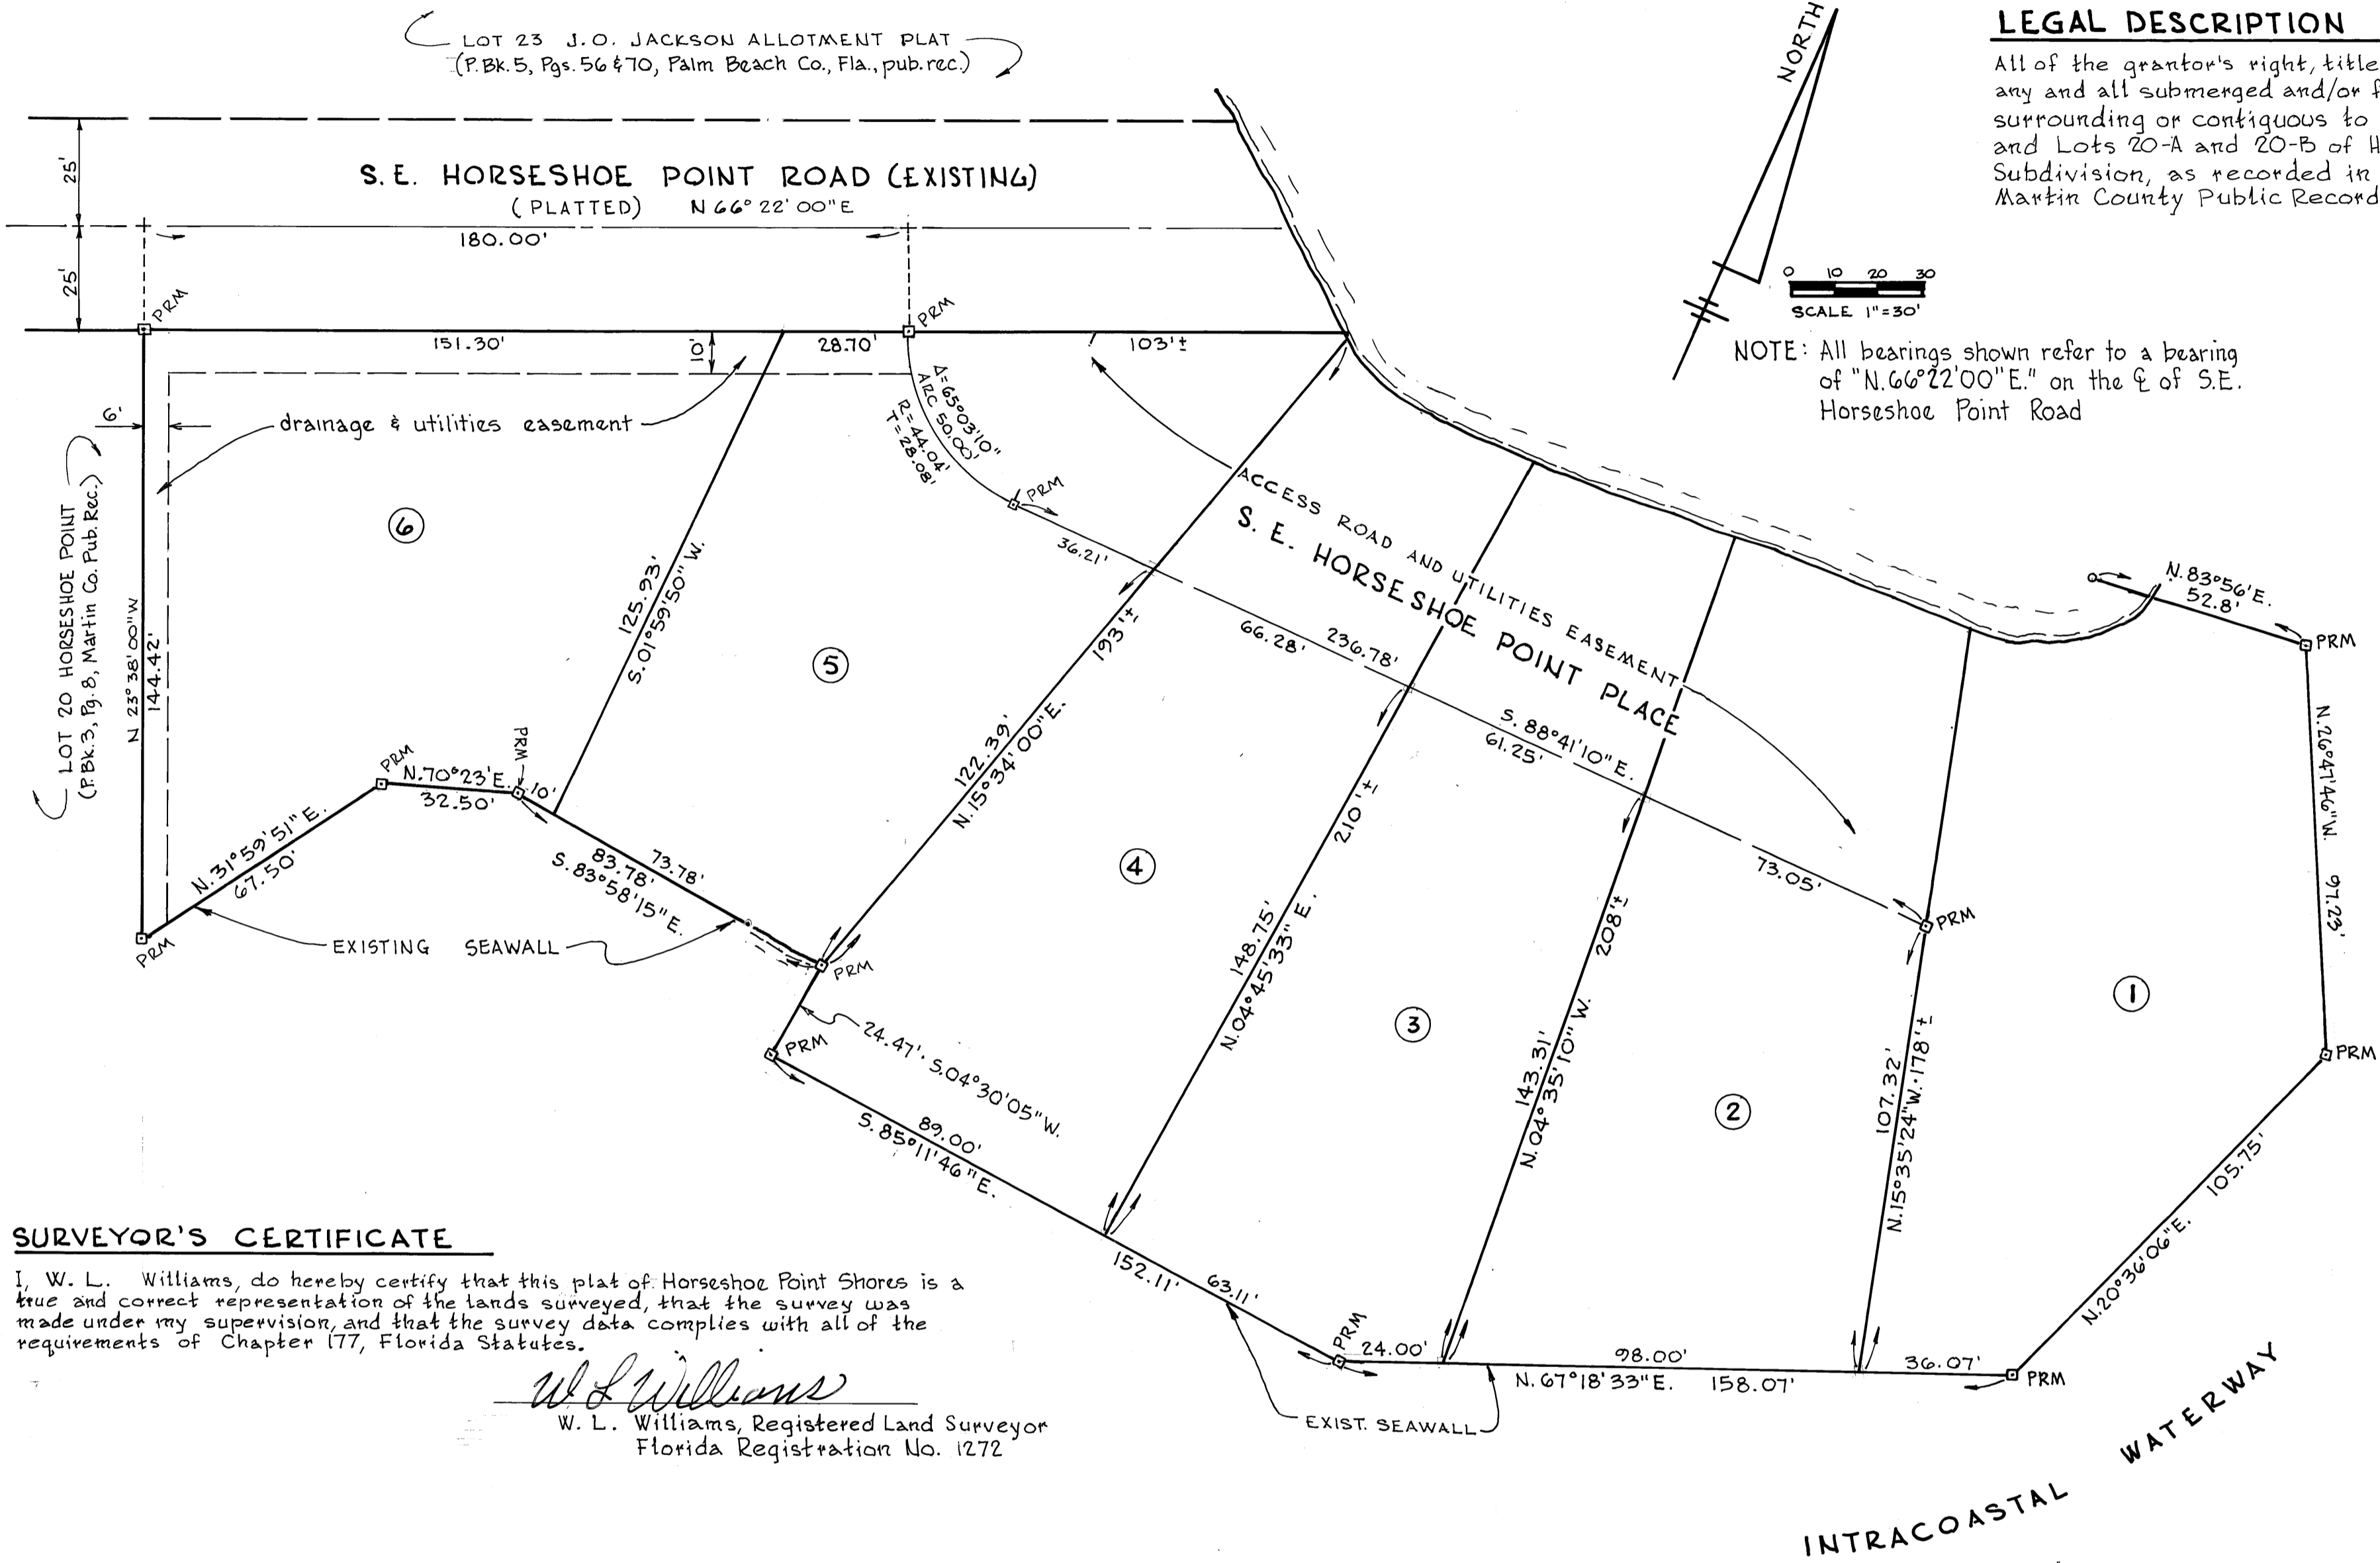 LOT 23 J.O. JACKSON ALLOTMENT PLAT
(P.Bk.5, Pgs.56 & 70, Palm Beach Co., Fla., pub.rec.)
NORTH
LEGAL DESCRIPTION
All of the grantor's right, title
any and all submerged and/or f
surrounding or contiguous to
and Lots 20-A and 20-B of H
Subdivision, as recorded in
Martin County Public Record
25'
S.E. HORSESHOE POINT ROAD (EXISTING)
(PLATTED) N 66° 22' 00" E
180.00'
25'
0 10 20 30
SCALE 1"=30'
NOTE: All bearings shown refer to a bearing
of "N.66°22'00"E." on the ℄ of S.E.
Horseshoe Point Road
PRM
PRM
151.30'
10'
28.70'
103'±
6'
drainage & utilities easement
Δ=65°03'10"
ARC 50.00'
R=44.04'
T=28.08'
PRM
36.21'
LOT 20 HORSESHOE POINT
(P.Bk.3, Pg.8, Martin Co. Pub. Rec.)
N 23° 38' 00" W
144.42'
6
125.93'
S.01°59'50" W.
5
ACCESS ROAD AND UTILITIES EASEMENT
S. E. HORSESHOE POINT PLACE
193'±
122.39'
N.15°34'00"E.
66.28'
236.78'
S. 88°41'10"E.
61.25'
73.05'
N.83°56'E.
52.8'
PRM
N.26°47'46"W. 97.23'
PRM
PRM
N.70°23'E.
32.50'
PRM
10'
N.31°59'51"E.
67.50'
73.78'
83.78'
S.83°58'15"E.
EXISTING SEAWALL
PRM
PRM
4
210'±
148.75'
N.04°45'33"E.
3
208'±
143.31'
N.04°35'10"W.
2
PRM
107.32'
N.15°35'24"W.·178'±
1
PRM
24.47'· S.04°30'05"W.
89.00'
S.85°11'46"E.
152.11'
63.11'
PRM
24.00'
98.00'
36.07'
N.67°18'33"E. 158.07'
PRM
N.20°36'06"E. 105.75'
EXIST. SEAWALL
INTRACOASTAL WATERWAY
SURVEYOR'S CERTIFICATE
I, W. L. Williams, do hereby certify that this plat of Horseshoe Point Shores is a
true and correct representation of the lands surveyed, that the survey was
made under my supervision, and that the survey data complies with all of the
requirements of Chapter 177, Florida Statutes.
W L Williams
W. L. Williams, Registered Land Surveyor
Florida Registration No. 1272